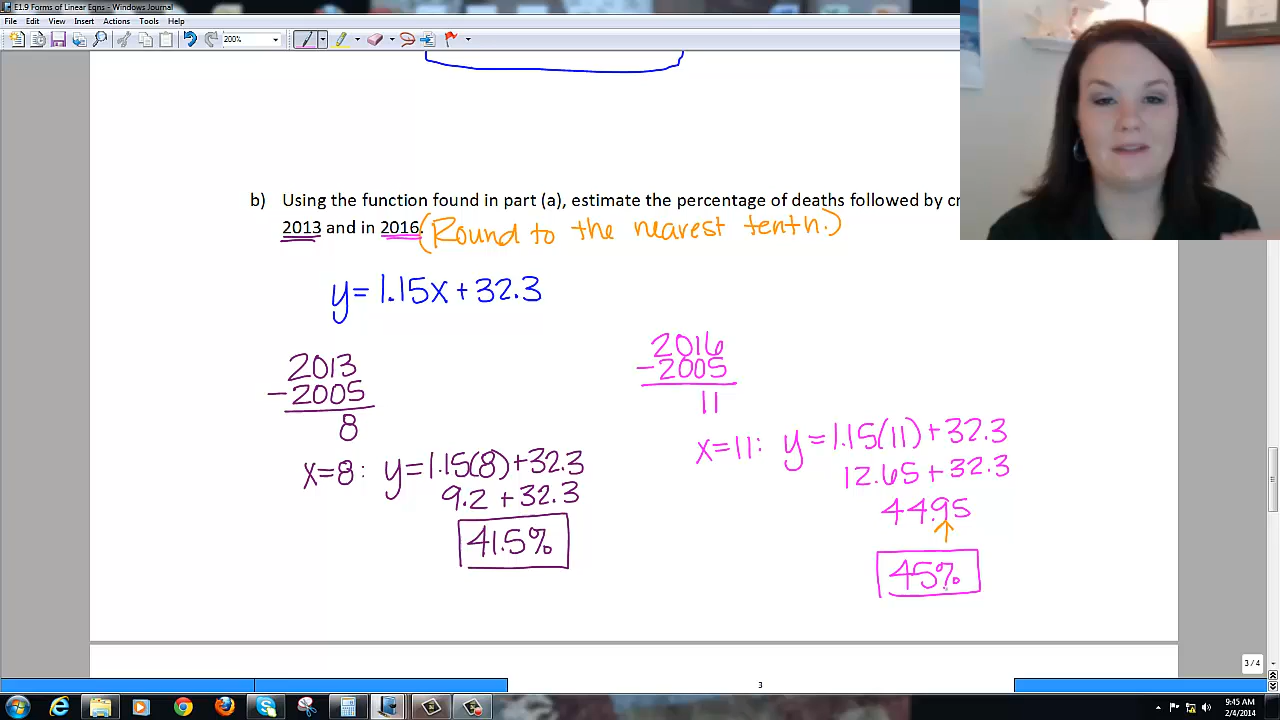 E1.9 Forms of Linear Eqns - Windows Journal
File Edit View Insert Actions Tools Help
200%
b) Using the function found in part (a), estimate the percentage of deaths followed by cr
2013 and in 2016. (Round to the nearest tenth.)
y=1.15x+32.3
2013
-2005
8
x=8: y=1.15(8)+32.3
9.2+32.3
41.5%
2016
-2005
11
x=11: y=1.15(11)+32.3
12.65+32.3
44.95
45%
3/4
3
9:45 AM
2/4/2014